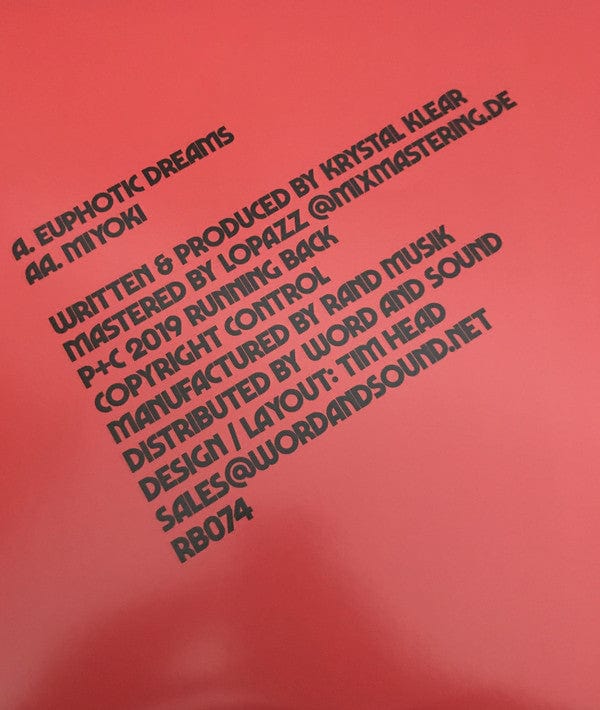 A. EUPHOTIC DREAMS
AA. MIYOKI
WRITTEN & PRODUCED BY KRYSTAL KLEAR
MASTERED BY LOPAZZ @MIXMASTERING.DE
P+C 2019 RUNNING BACK
COPYRIGHT CONTROL
MANUFACTURED BY RAND MUSIK
DISTRIBUTED BY WORD AND SOUND
DESIGN / LAYOUT: TIM HEAD
SALES@WORDANDSOUND.NET
RB074